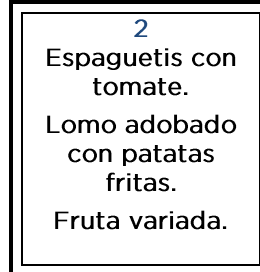 2
Espaguetis con
tomate.
Lomo adobado
con patatas
fritas.
Fruta variada.